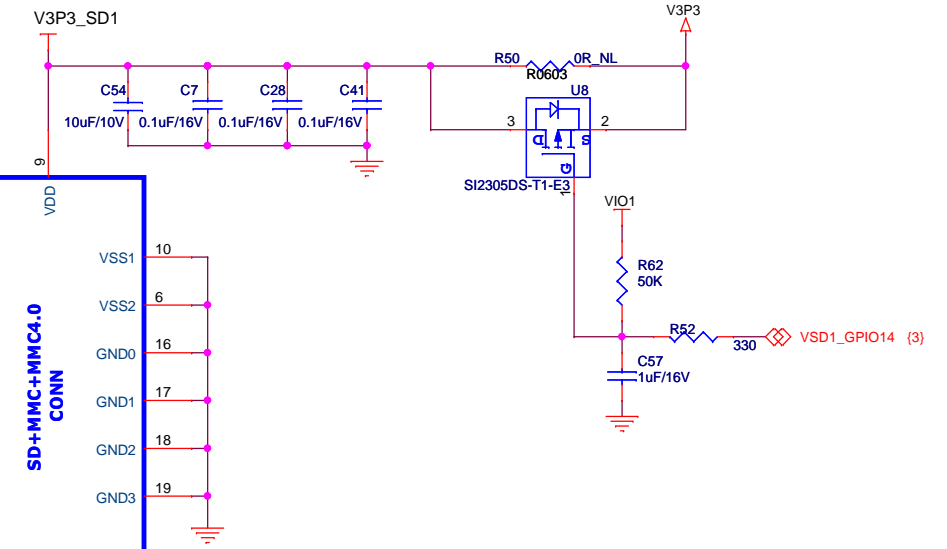 V3P3_SD1
V3P3
R50
0R_NL
R0603
U8
C54
C7
C28
C41
10uF/10V
0.1uF/16V
0.1uF/16V
0.1uF/16V
3
2
D
S
G
SI2305DS-T1-E3
1
9
VDD
VIO1
VSS1
10
R62
50K
VSS2
6
SD+MMC+MMC4.0
CONN
GND0
16
R52
330
VSD1_GPIO14 {3}
C57
1uF/16V
GND1
17
GND2
18
GND3
19